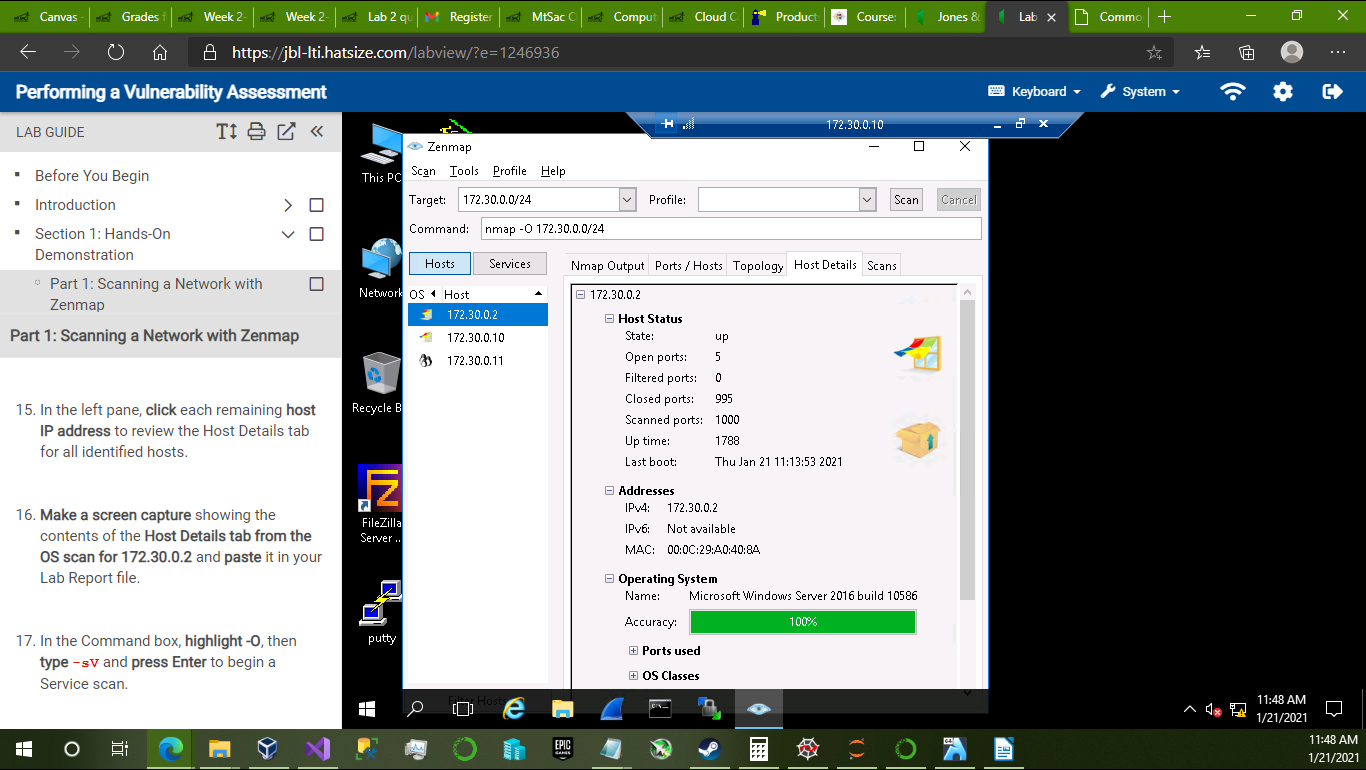 Canvas
Grades f
Week 2-
Week 2-
Lab 2 qu
Register
MtSac C
Comput
Cloud C
Product:
Course:
Jones &
Lab
Commo
https://jbl-lti.hatsize.com/labview/?e=1246936
Performing a Vulnerability Assessment
Keyboard
System
LAB GUIDE
Before You Begin
Introduction
Section 1: Hands-On
Demonstration
Part 1: Scanning a Network with
Zenmap
Part 1: Scanning a Network with Zenmap
15. In the left pane, click each remaining host
IP address to review the Host Details tab
for all identified hosts.
16. Make a screen capture showing the
contents of the Host Details tab from the
OS scan for 172.30.0.2 and paste it in your
Lab Report file.
17. In the Command box, highlight -O, then
type -sV and press Enter to begin a
Service scan.
172.30.0.10
This PC
Network
Recycle B
FileZilla
Server ...
putty
Zenmap
Scan Tools Profile Help
Target: 172.30.0.0/24 Profile: Scan Cancel
Command: nmap -O 172.30.0.0/24
Hosts Services
Nmap Output Ports / Hosts Topology Host Details Scans
OS Host
172.30.0.2
172.30.0.10
172.30.0.11
172.30.0.2
Host Status
State: up
Open ports: 5
Filtered ports: 0
Closed ports: 995
Scanned ports: 1000
Up time: 1788
Last boot: Thu Jan 21 11:13:53 2021
Addresses
IPv4: 172.30.0.2
IPv6: Not available
MAC: 00:0C:29:A0:40:8A
Operating System
Name: Microsoft Windows Server 2016 build 10586
Accuracy: 100%
Ports used
OS Classes
Filter Hosts
11:48 AM
1/21/2021
EPIC
GAMES
11:48 AM
1/21/2021